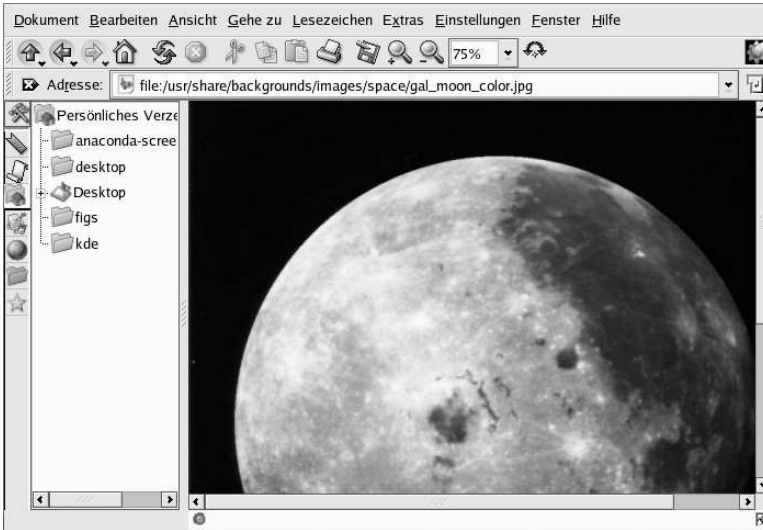 Dokument Bearbeiten Ansicht Gehe zu Lesezeichen Extras Einstellungen Fenster Hilfe
75%
Adresse: file:/usr/share/backgrounds/images/space/gal_moon_color.jpg
Persönliches Verze
anaconda-scree
desktop
Desktop
figs
kde